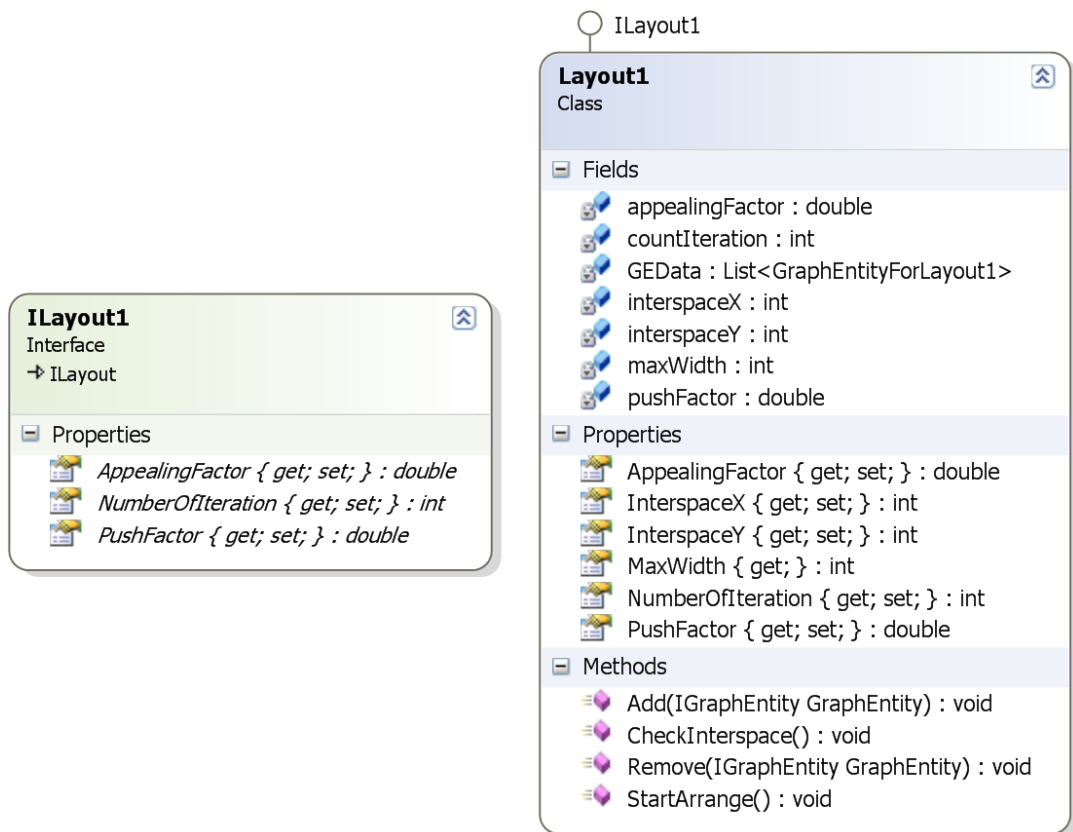 ILayout1
Interface
ILayout
Properties
AppealingFactor { get; set; } : double
NumberOfIteration { get; set; } : int
PushFactor { get; set; } : double
ILayout1
Layout1
Class
Fields
appealingFactor : double
countIteration : int
GEData : List<GraphEntityForLayout1>
interspaceX : int
interspaceY : int
maxWidth : int
pushFactor : double
Properties
AppealingFactor { get; set; } : double
InterspaceX { get; set; } : int
InterspaceY { get; set; } : int
MaxWidth { get; } : int
NumberOfIteration { get; set; } : int
PushFactor { get; set; } : double
Methods
Add(IGraphEntity GraphEntity) : void
CheckInterspace() : void
Remove(IGraphEntity GraphEntity) : void
StartArrange() : void